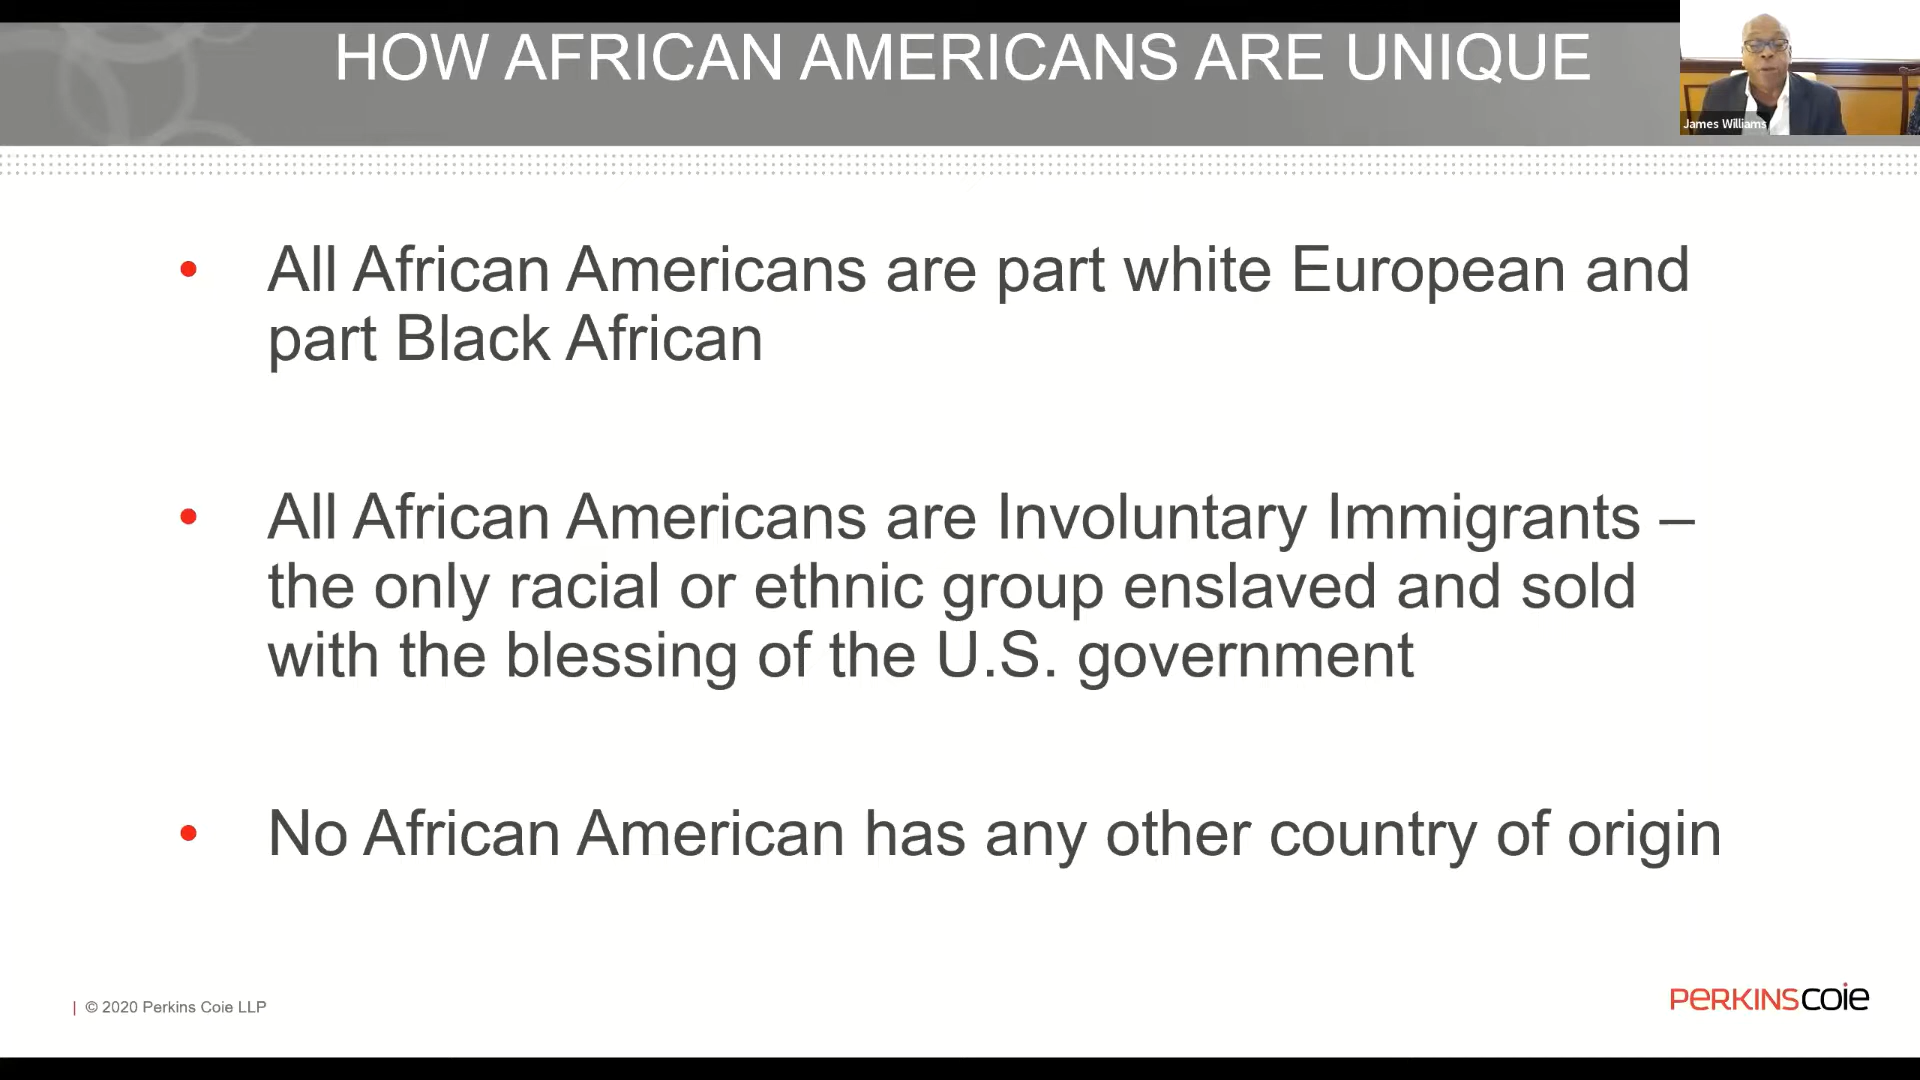 HOW AFRICAN AMERICANS ARE UNIQUE
James Williams
• All African Americans are part white European and
part Black African
• All African Americans are Involuntary Immigrants –
the only racial or ethnic group enslaved and sold
with the blessing of the U.S. government
• No African American has any other country of origin
| © 2020 Perkins Coie LLP
PERKINSCOIE